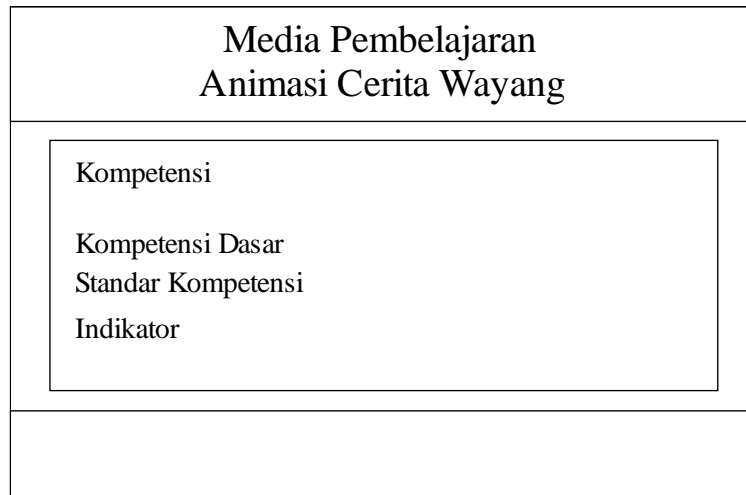 Media Pembelajaran
Animasi Cerita Wayang
Kompetensi
Kompetensi Dasar
Standar Kompetensi
Indikator